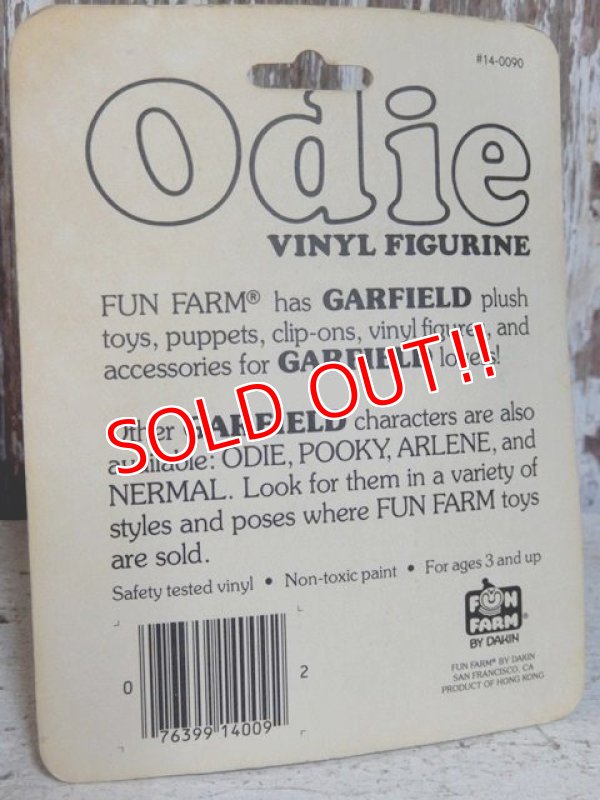 #14-0090
Odie
VINYL FIGURINE
FUN FARM® has GARFIELD plush
toys, puppets, clip-ons, vinyl figures, and
accessories for GARFIELD lovers!
SOLD OUT!!
Other GARFIELD characters are also
available: ODIE, POOKY, ARLENE, and
NERMAL. Look for them in a variety of
styles and poses where FUN FARM toys
are sold.
Safety tested vinyl • Non-toxic paint • For ages 3 and up
FUN
FARM®
BY DAKIN
FUN FARM® BY DAKIN
SAN FRANCISCO, CA
PRODUCT OF HONG KONG
0 76399 14009 2